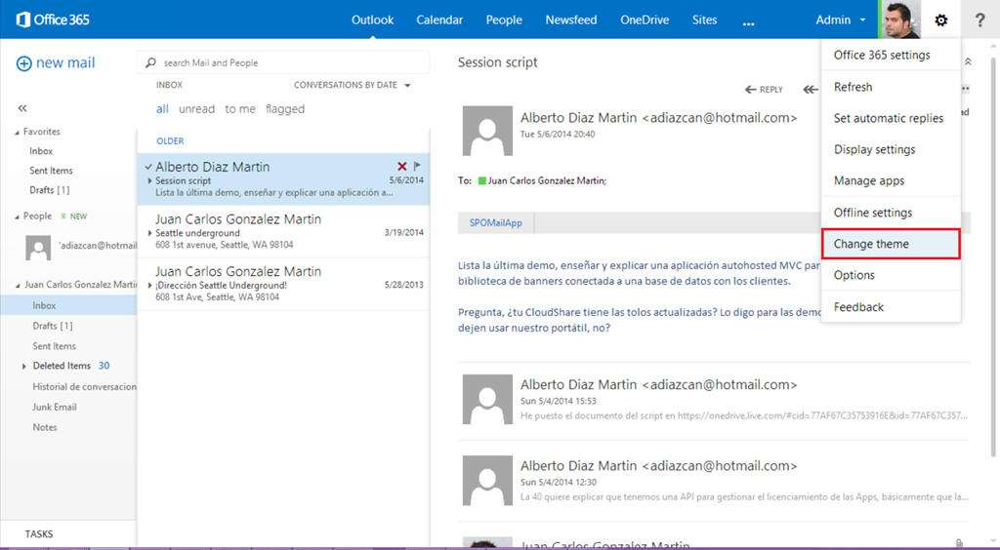 Office 365
Outlook Calendar People Newsfeed OneDrive Sites ... Admin ?
new mail
Favorites
Inbox
Sent Items
Drafts [1]
People NEW
'adiazcan@hotmail
Juan Carlos Gonzalez Marti
Inbox
Drafts [1]
Sent Items
Deleted Items 30
Historial de conversacion
Junk Email
Notes
TASKS
search Mail and People
INBOX CONVERSATIONS BY DATE
all unread to me flagged
OLDER
Alberto Diaz Martin
Session script 5/6/2014
Lista la última demo, enseñar y explicar una aplicación a...
Juan Carlos Gonzalez Martin
Seattle underground 3/19/2014
608 1st avenue, Seattle, WA 98104
Juan Carlos Gonzalez Martin
¡Dirección Seattle Underground! 5/28/2013
608 1st Ave, Seattle, WA 98104
Session script
REPLY
Alberto Diaz Martin <adiazcan@hotmail.com>
Tue 5/6/2014 20:40
To: Juan Carlos Gonzalez Martin;
SPOMailApp
Lista la última demo, enseñar y explicar una aplicación autohosted MVC par
biblioteca de banners conectada a una base de datos con los clientes.
Pregunta, ¿tu CloudShare tiene las tolos actualizadas? Lo digo para las demo
dejen usar nuestro portátil, no?
Alberto Diaz Martin <adiazcan@hotmail.com>
Sun 5/4/2014 15:53
He puesto el documento del script en https://onedrive.live.com/#cid=77AF67C35753916E&id=77AF67C357...
Alberto Diaz Martin <adiazcan@hotmail.com>
Sun 5/4/2014 12:30
La 40 quiere explicar que tenemos una API para gestionar el licenciamiento de las Apps, básicamente que la...
Juan Carlos Gonzalez Martin
Office 365 settings
Refresh
Set automatic replies
Display settings
Manage apps
Offline settings
Change theme
Options
Feedback